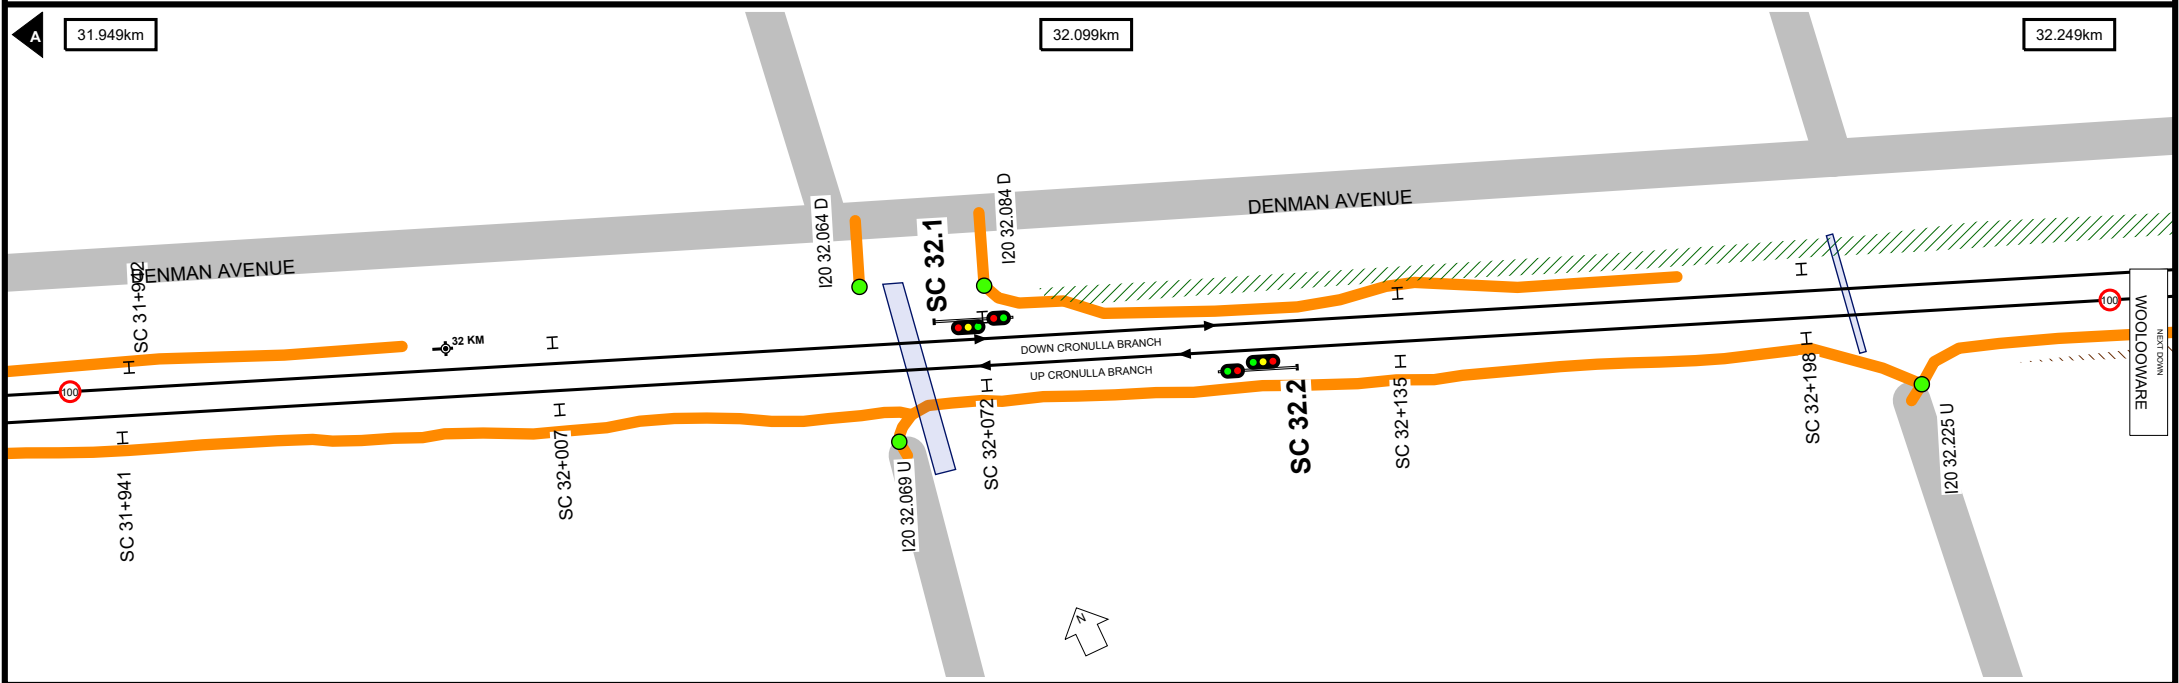 A
31.949km
32.099km
32.249km
DENMAN AVENUE
DENMAN AVENUE
I20 32.064 D
SC 32.1
I20 32.084 D
SC 31+942
32 KM
100
100
DOWN CRONULLA BRANCH
UP CRONULLA BRANCH
WOOLOOWARE
NEXT DOWN
SC 31+941
SC 32+007
I20 32.069 U
SC 32+072
SC 32.2
SC 32+135
SC 32+198
I20 32.225 U
N